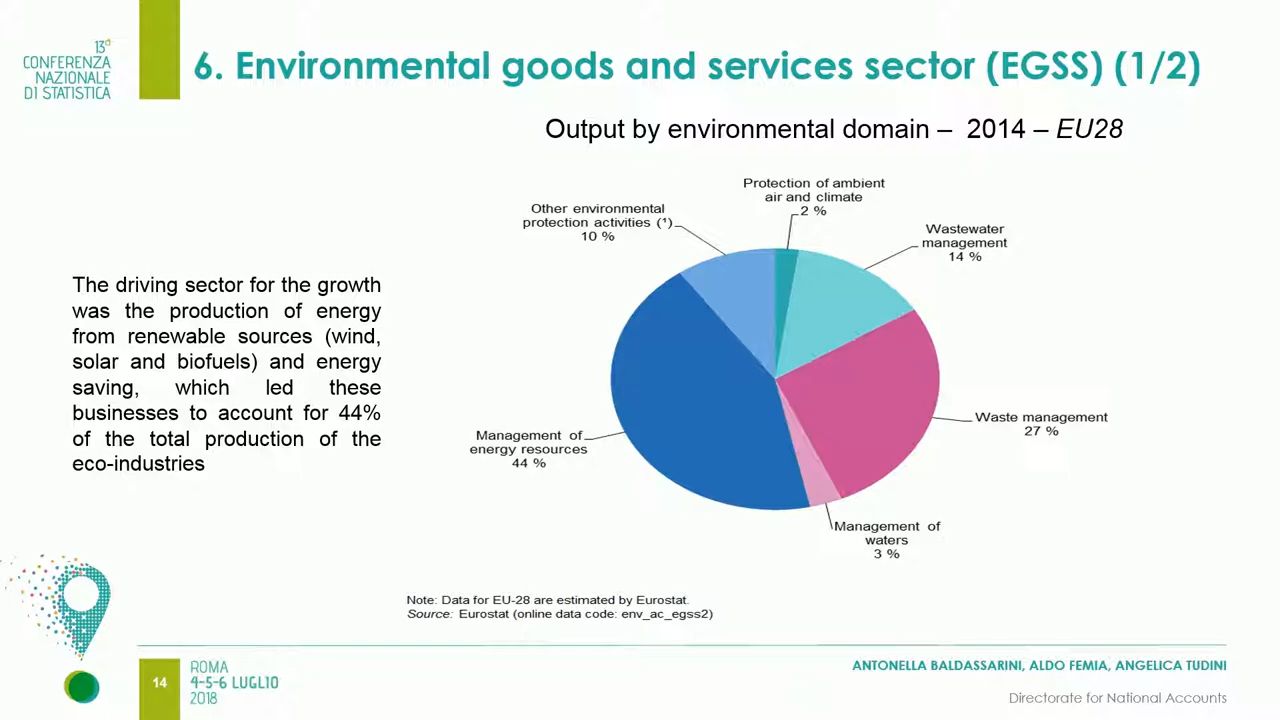 13a
CONFERENZA
NAZIONALE
DI STATISTICA
6. Environmental goods and services sector (EGSS) (1/2)
Output by environmental domain – 2014 – EU28
The driving sector for the growth
was the production of energy
from renewable sources (wind,
solar and biofuels) and energy
saving, which led these
businesses to account for 44%
of the total production of the
eco-industries
Protection of ambient
air and climate
2 %
Other environmental
protection activities (¹)
10 %
Wastewater
management
14 %
Waste management
27 %
Management of
energy resources
44 %
Management of
waters
3 %
Note: Data for EU-28 are estimated by Eurostat.
Source: Eurostat (online data code: env_ac_egss2)
14
ROMA
4-5-6 LUGLIO
2018
ANTONELLA BALDASSARINI, ALDO FEMIA, ANGELICA TUDINI
Directorate for National Accounts